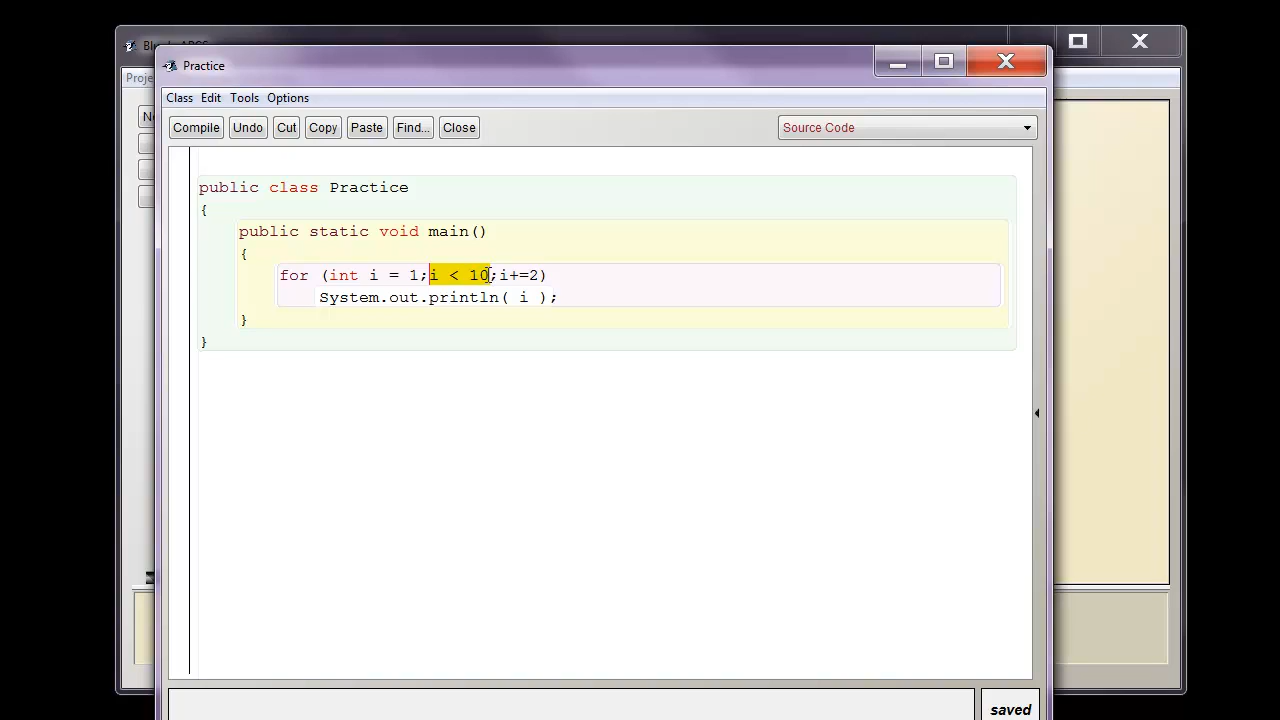 Practice
Proje
Class Edit Tools Options
Compile Undo Cut Copy Paste Find... Close Source Code
public class Practice
{
public static void main()
{
for (int i = 1;i < 10;i+=2)
System.out.println( i );
}
}
saved